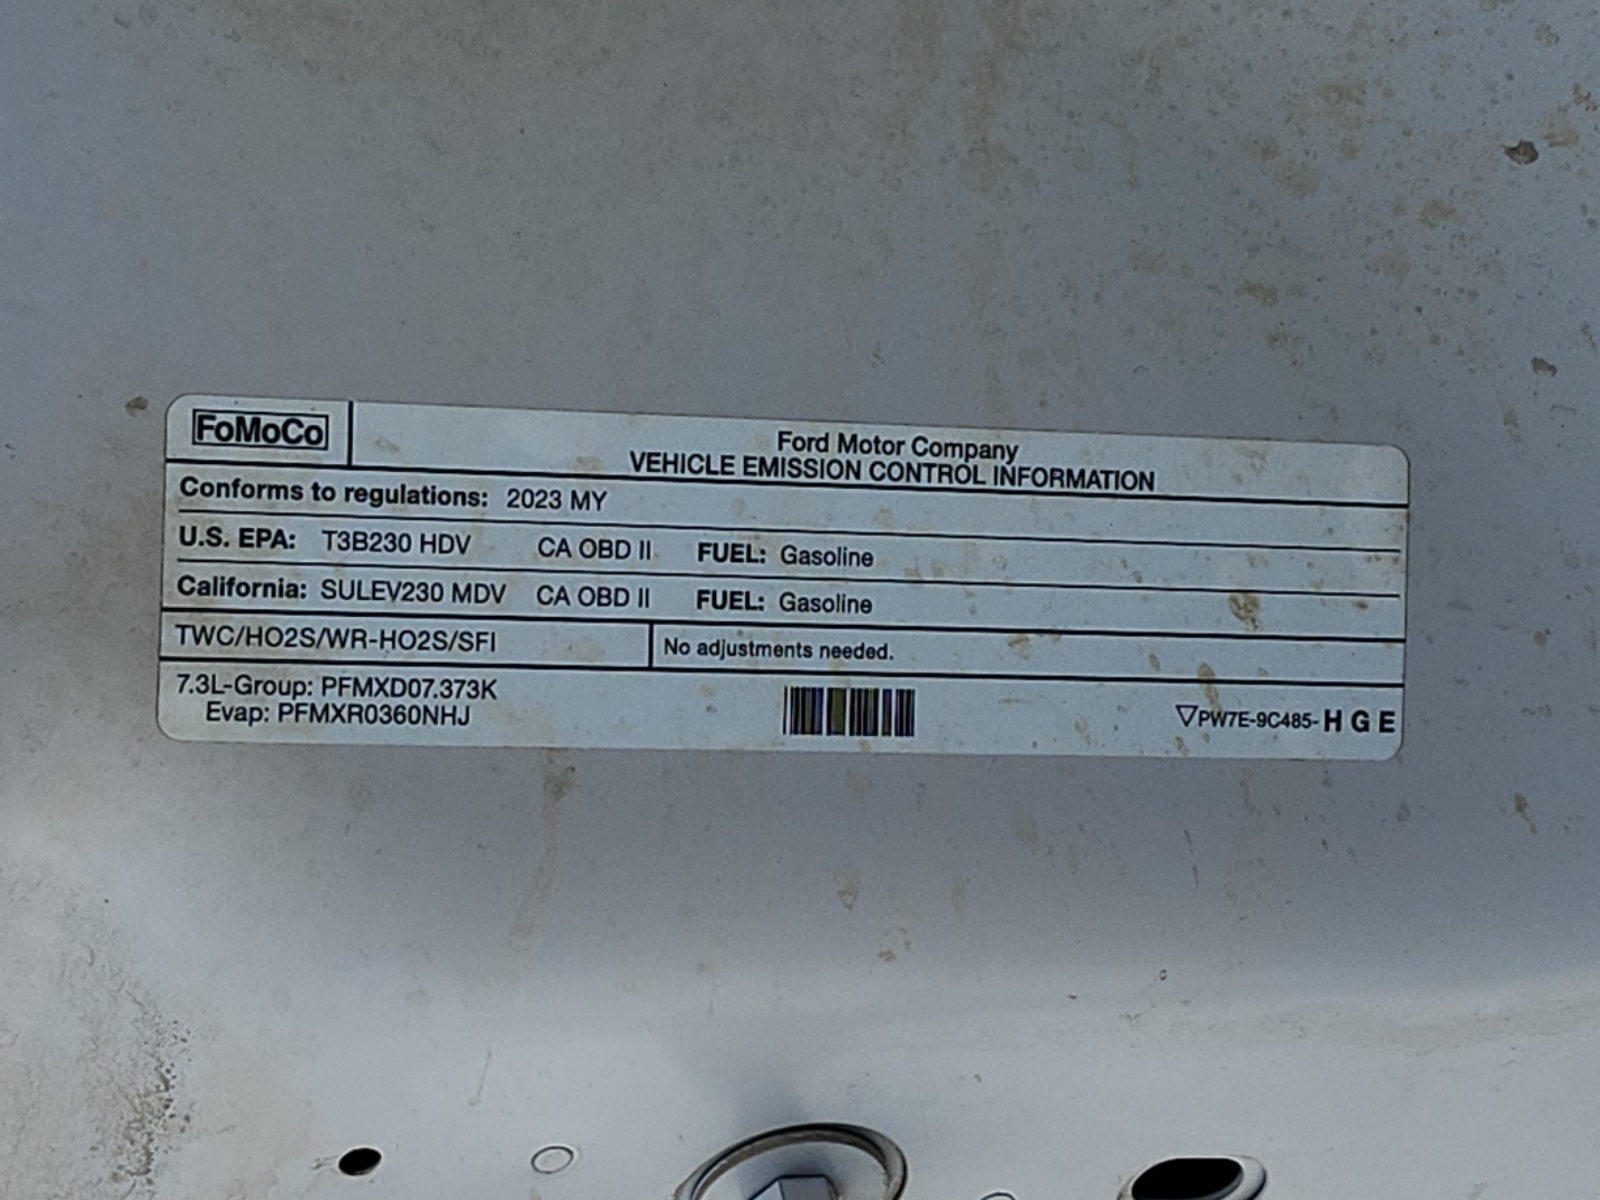 FoMoCo
Ford Motor Company
VEHICLE EMISSION CONTROL INFORMATION
Conforms to regulations: 2023 MY
U.S. EPA: T3B230 HDV CA OBD II FUEL: Gasoline
California: SULEV230 MDV CA OBD II FUEL: Gasoline
TWC/HO2S/WR-HO2S/SFI No adjustments needed.
7.3L-Group: PFMXD07.373K
Evap: PFMXR0360NHJ
▽PW7E-9C485-H G E